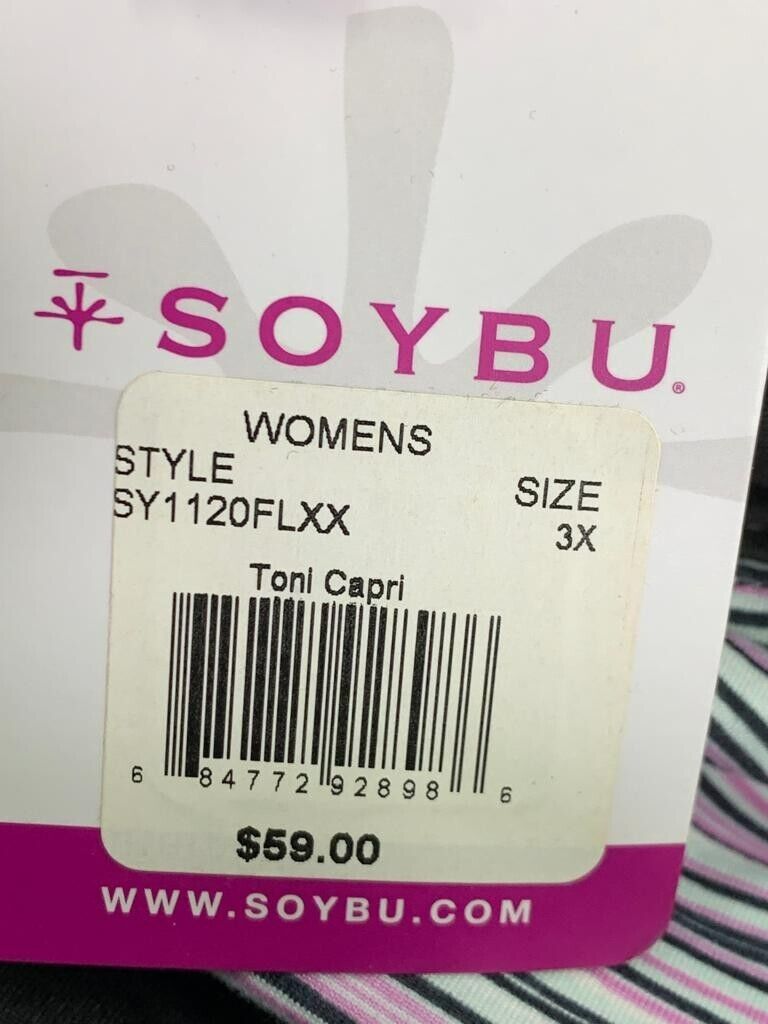 SOYBU®
WOMENS
STYLE
SIZE
SY1120FLXX
3X
Toni Capri
6 84772 92898 6
$59.00
WWW.SOYBU.COM